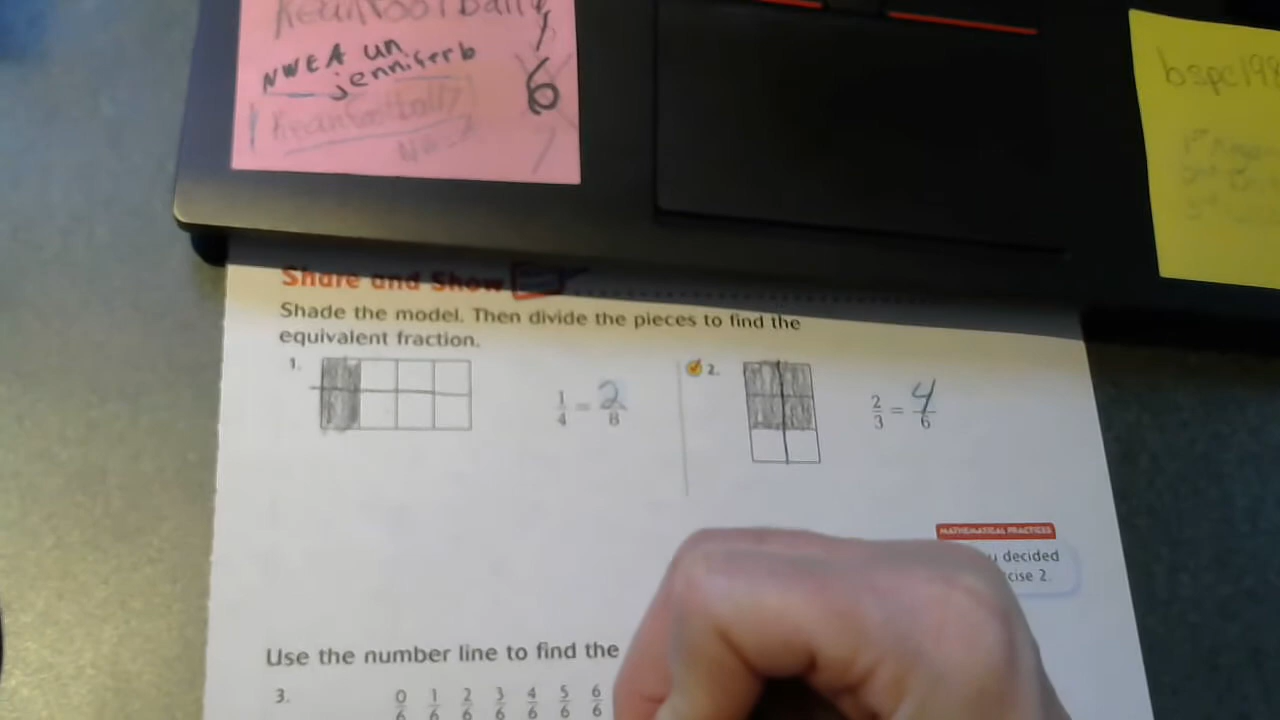 NWEA un
jenniferb
6
bspc198
Share and Show
Shade the model. Then divide the pieces to find the
equivalent fraction.
1.
1/4 = 2/8
2.
2/3 = 4/6
MATHEMATICAL PRACTICES
decided
cise 2.
Use the number line to find the
3.
0/6 1/6 2/6 3/6 4/6 5/6 6/6